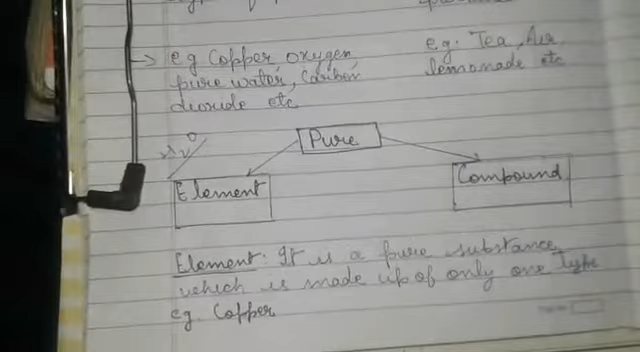 e.g Copper oxygen,
pure water, Carbon
dioxide etc
e.g. Tea, Air,
lemonade etc
Pure
Element
Compound
Element: It is a pure substance
which is made up of only one type
eg. Copper